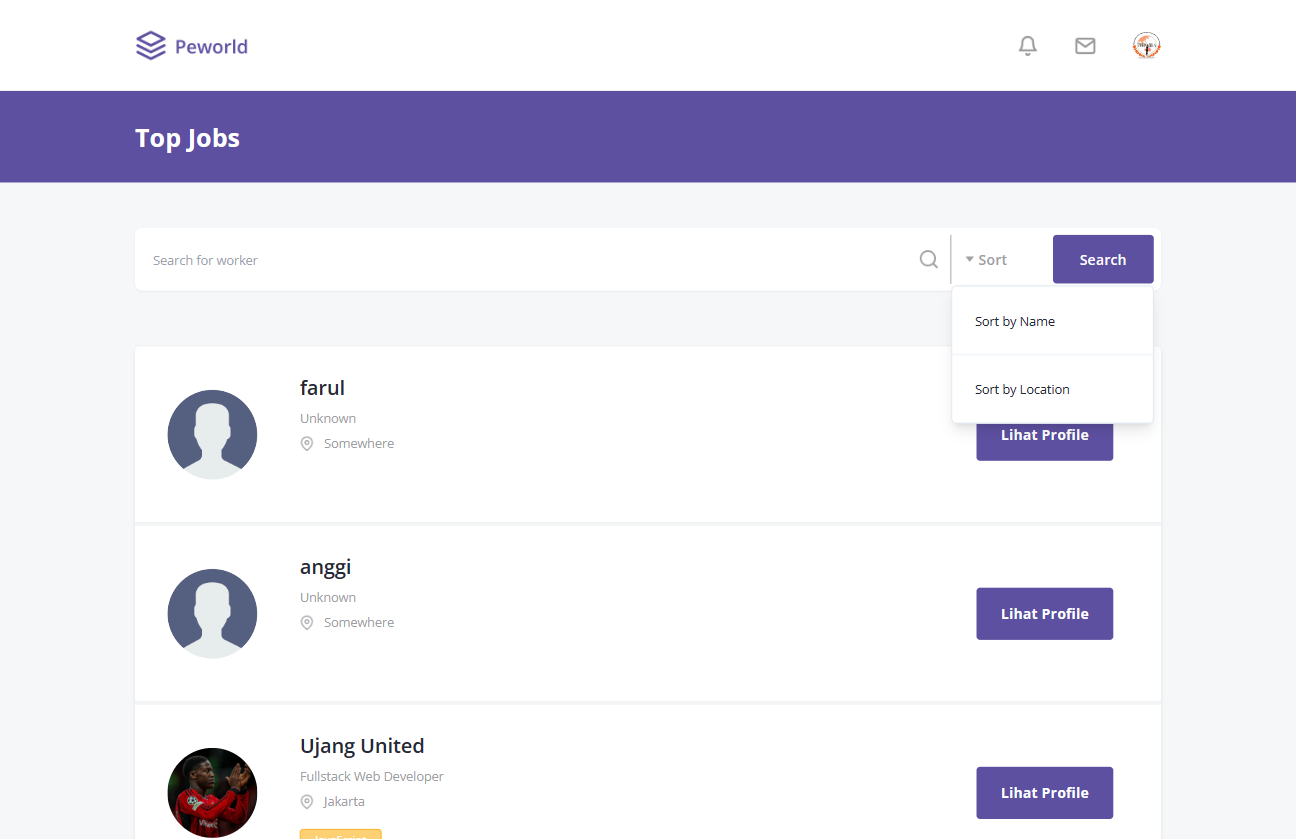 Peworld
Top Jobs
Search for worker
Sort
Search
Sort by Name
Sort by Location
farul
Unknown
Somewhere
Lihat Profile
anggi
Unknown
Somewhere
Lihat Profile
Ujang United
Fullstack Web Developer
Jakarta
Lihat Profile